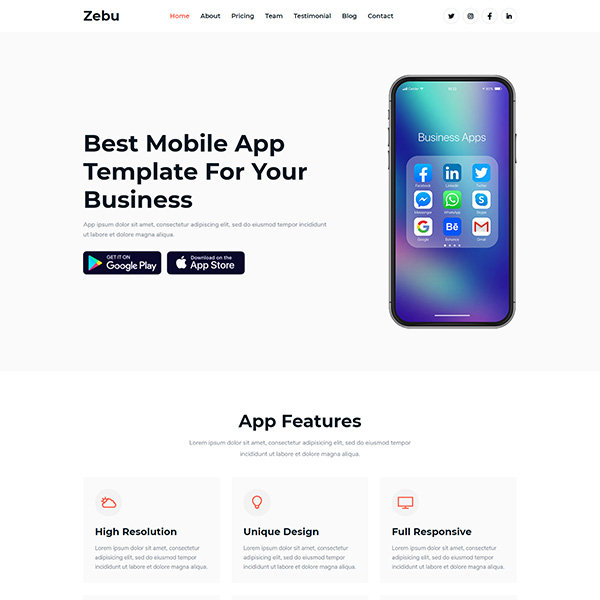 Zebu
Home About Pricing Team Testimonial Blog Contact
Best Mobile App
Template For Your
Business
App ipsum dolor sit amet, consectetur adipiscing elit, sed do eiusmod tempor incididunt
ut labore et dolore magna aliqua.
GET IT ON
Google Play
Download on the
App Store
Business Apps
Facebook LinkedIn Twitter
Messenger WhatsApp Skype
Google Behance Gmail
App Features
Lorem ipsum dolor sit amet, consectetur adipisicing elit, sed do eiusmod tempor
incididunt ut labore et dolore magna aliqua.
High Resolution
Lorem ipsum dolor sit amet, consectetur
adipisicing elit, sed do eiusmod tempor
incididunt ut labore et dolore magna aliqua.
Unique Design
Lorem ipsum dolor sit amet, consectetur
adipisicing elit, sed do eiusmod tempor
incididunt ut labore et dolore magna aliqua.
Full Responsive
Lorem ipsum dolor sit amet, consectetur
adipisicing elit, sed do eiusmod tempor
incididunt ut labore et dolore magna aliqua.